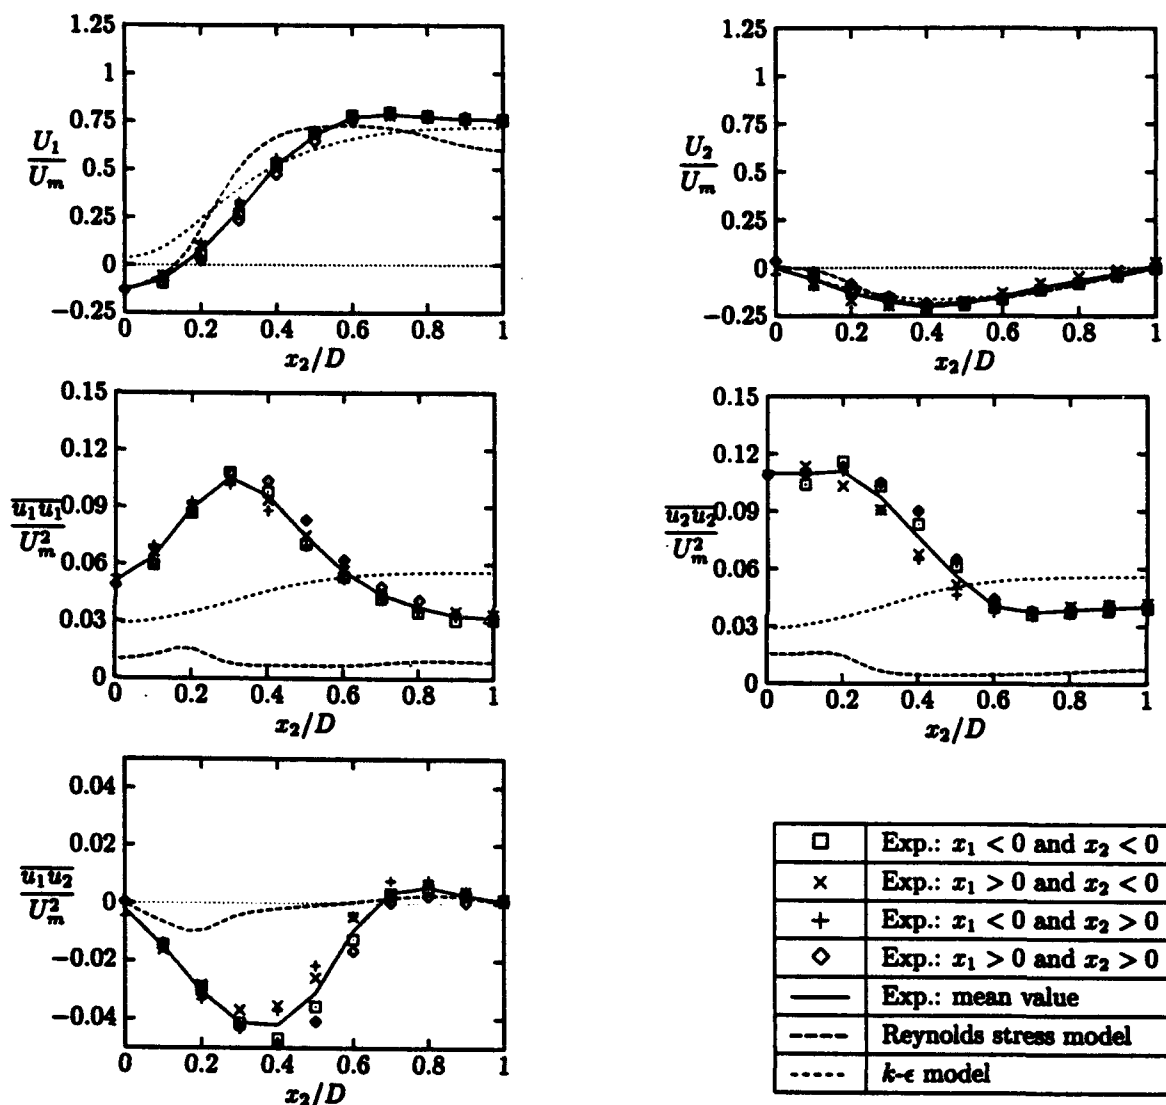 1.25
1
0.75
0.5
0.25
0
−0.25
U₁
U_m
0 0.2 0.4 0.6 0.8 1
x₂/D
1.25
1
0.75
0.5
0.25
0
−0.25
U₂
U_m
0 0.2 0.4 0.6 0.8 1
x₂/D
0.15
0.12
0.09
0.06
0.03
0
u₁u₁
U²_m
0 0.2 0.4 0.6 0.8 1
x₂/D
0.15
0.12
0.09
0.06
0.03
0
u₂u₂
U²_m
0 0.2 0.4 0.6 0.8 1
x₂/D
0.04
0.02
0
−0.02
−0.04
u₁u₂
U²_m
0 0.2 0.4 0.6 0.8 1
x₂/D
Exp.: x₁ < 0 and x₂ < 0
Exp.: x₁ > 0 and x₂ < 0
Exp.: x₁ < 0 and x₂ > 0
Exp.: x₁ > 0 and x₂ > 0
Exp.: mean value
Reynolds stress model
k-ϵ model